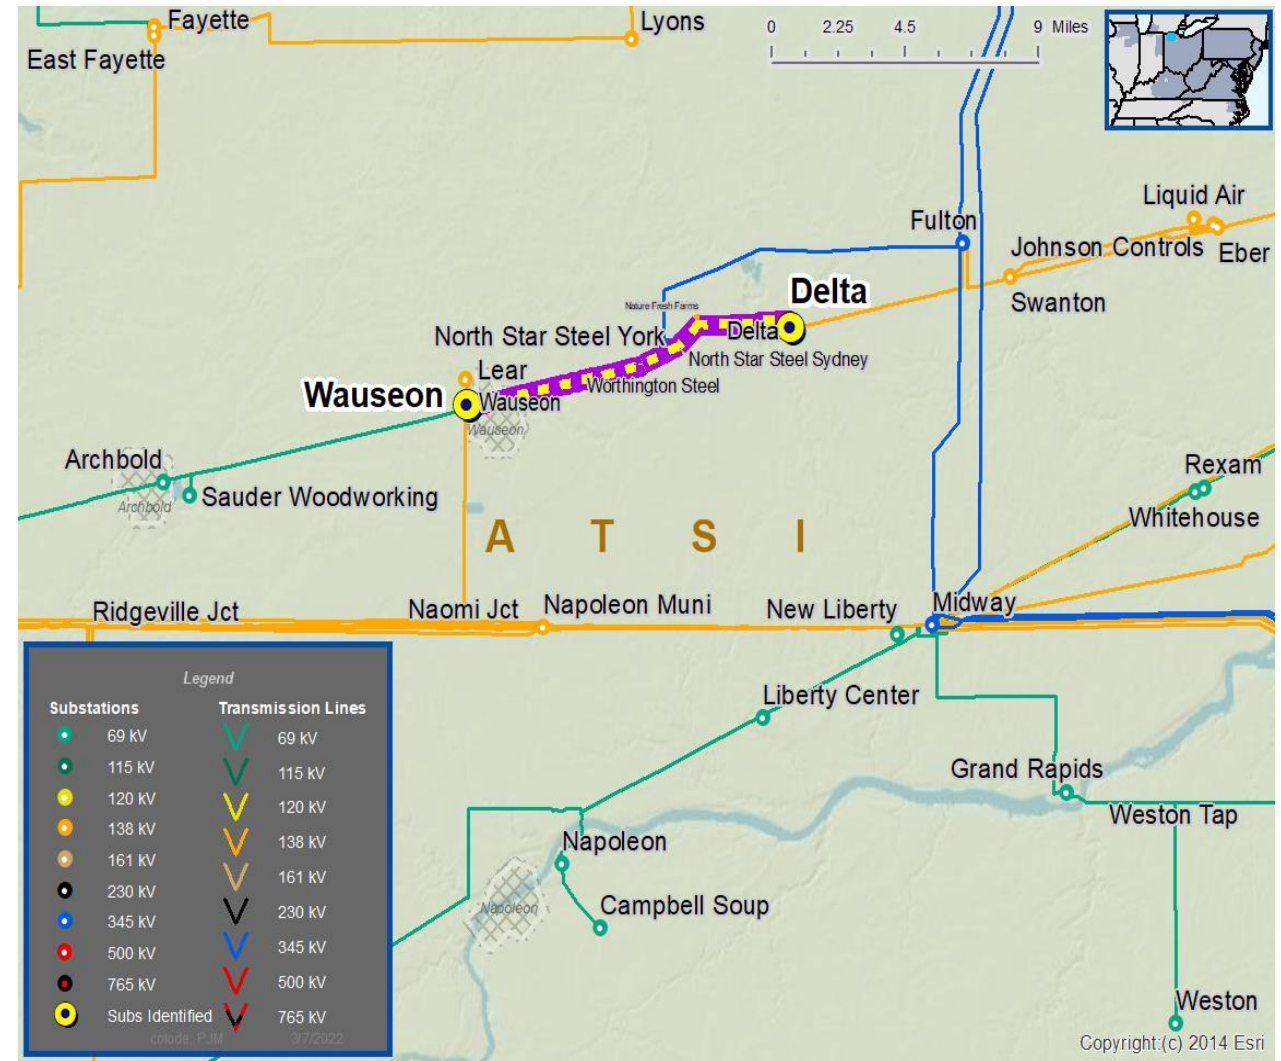 Fayette
East Fayette
Lyons
0 2.25 4.5 9 Miles
Liquid Air
Fulton
Johnson Controls
Eber
Swanton
Delta
Nature Fresh Farms
North Star Steel York
Delta
North Star Steel Sydney
Lear
Worthington Steel
Wauseon
Wauseon
Wauseon
Archbold
Archbold
Sauder Woodworking
Rexam
Whitehouse
A T S I
Ridgeville Jct
Naomi Jct
Napoleon Muni
New Liberty
Midway
Liberty Center
Grand Rapids
Weston Tap
Napoleon
Napoleon
Campbell Soup
Weston
Legend
Substations
69 kV
115 kV
120 kV
138 kV
161 kV
230 kV
345 kV
500 kV
765 kV
Subs Identified
Transmission Lines
69 kV
115 kV
120 kV
138 kV
161 kV
230 kV
345 kV
500 kV
765 kV
colode: PJM 3/7/2022
Copyright:(c) 2014 Esri